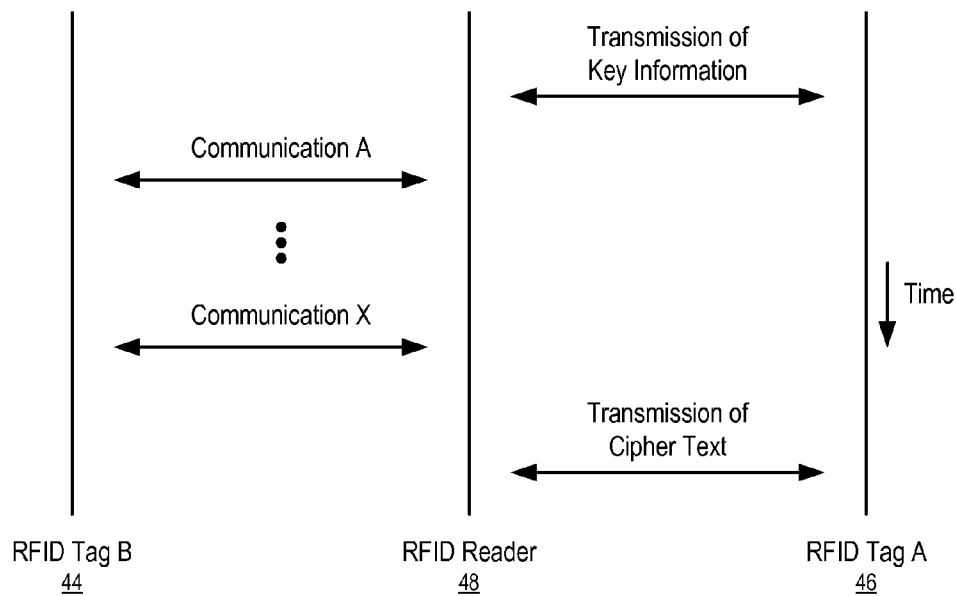 Transmission of
Key Information
Communication A
Communication X
Time
Transmission of
Cipher Text
RFID Tag B
44
RFID Reader
48
RFID Tag A
46